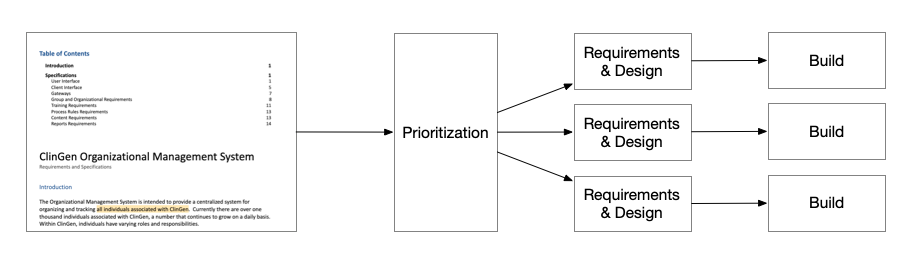 Table of Contents
Introduction 1
Specifications 1
User Interface 1
Client Interface 5
Gateways 7
Group and Organizational Requirements 8
Training Requirements 11
Process Rules Requirements 13
Content Requirements 13
Reports Requirements 14
ClinGen Organizational Management System
Requirements and Specifications
Introduction
The Organizational Management System is intended to provide a centralized system for
organizing and tracking all individuals associated with ClinGen. Currently there are over one
thousand individuals associated with ClinGen, a number that continues to grow on a daily basis.
Within ClinGen, individuals have varying roles and responsibilities.
Prioritization
Requirements
& Design
Build
Requirements
& Design
Build
Requirements
& Design
Build